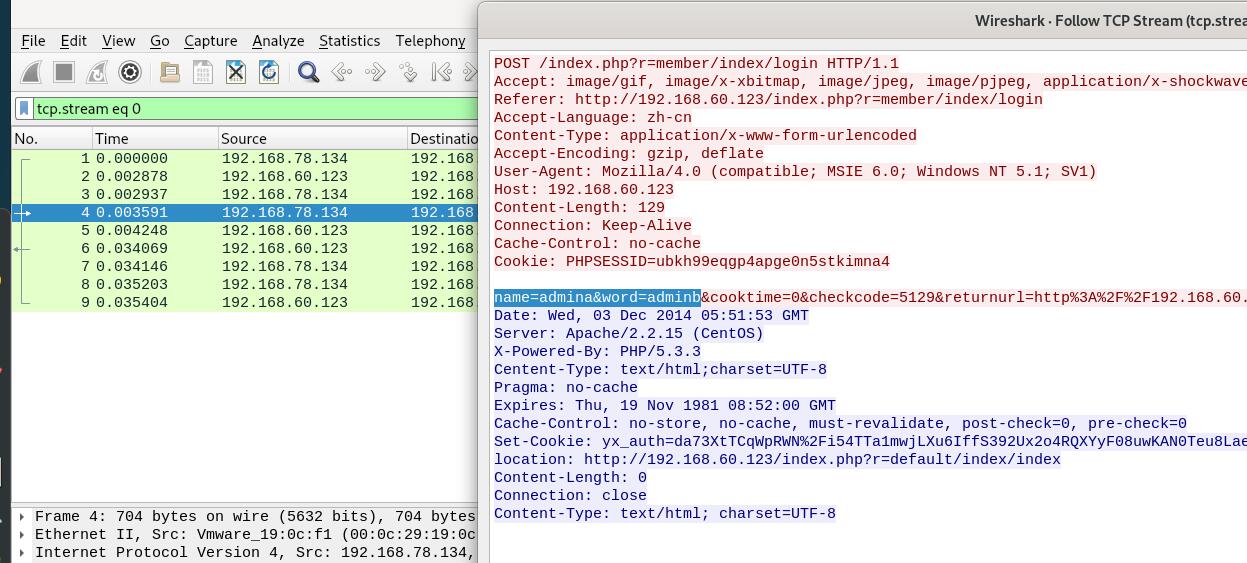 Wireshark · Follow TCP Stream (tcp.strea
File Edit View Go Capture Analyze Statistics Telephony
tcp.stream eq 0
No. Time Source Destinatio
1 0.000000 192.168.78.134 192.168
2 0.002878 192.168.60.123 192.168
3 0.002937 192.168.78.134 192.168
4 0.003591 192.168.78.134 192.168
5 0.004248 192.168.60.123 192.168
6 0.034069 192.168.60.123 192.168
7 0.034146 192.168.78.134 192.168
8 0.035203 192.168.78.134 192.168
9 0.035404 192.168.60.123 192.168
Frame 4: 704 bytes on wire (5632 bits), 704 bytes
Ethernet II, Src: Vmware_19:0c:f1 (00:0c:29:19:0c
Internet Protocol Version 4, Src: 192.168.78.134,
POST /index.php?r=member/index/login HTTP/1.1
Accept: image/gif, image/x-xbitmap, image/jpeg, image/pjpeg, application/x-shockwave
Referer: http://192.168.60.123/index.php?r=member/index/login
Accept-Language: zh-cn
Content-Type: application/x-www-form-urlencoded
Accept-Encoding: gzip, deflate
User-Agent: Mozilla/4.0 (compatible; MSIE 6.0; Windows NT 5.1; SV1)
Host: 192.168.60.123
Content-Length: 129
Connection: Keep-Alive
Cache-Control: no-cache
Cookie: PHPSESSID=ubkh99eqgp4apge0n5stkimna4
name=admina&word=adminb&cooktime=0&checkcode=5129&returnurl=http%3A%2F%2F192.168.60.
Date: Wed, 03 Dec 2014 05:51:53 GMT
Server: Apache/2.2.15 (CentOS)
X-Powered-By: PHP/5.3.3
Centent-Type: text/html;charset=UTF-8
Pragma: no-cache
Expires: Thu, 19 Nov 1981 08:52:00 GMT
Cache-Control: no-store, no-cache, must-revalidate, post-check=0, pre-check=0
Set-Cookie: yx_auth=da73XtTCqWpRWN%2Fi54TTa1mwjLXu6IffS392Ux2o4RQXYyF08uwKAN0Teu8Lae
location: http://192.168.60.123/index.php?r=default/index/index
Content-Length: 0
Connection: close
Content-Type: text/html; charset=UTF-8